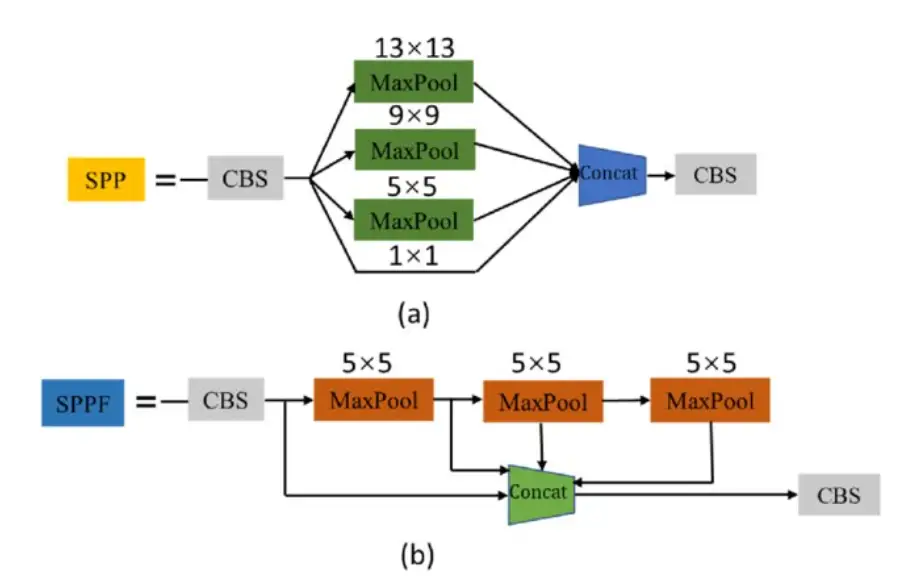 13×13
MaxPool
9×9
MaxPool
SPP = CBS
5×5
Concat
CBS
MaxPool
1×1
(a)
5×5 5×5 5×5
SPPF = CBS MaxPool MaxPool MaxPool
Concat
CBS
(b)